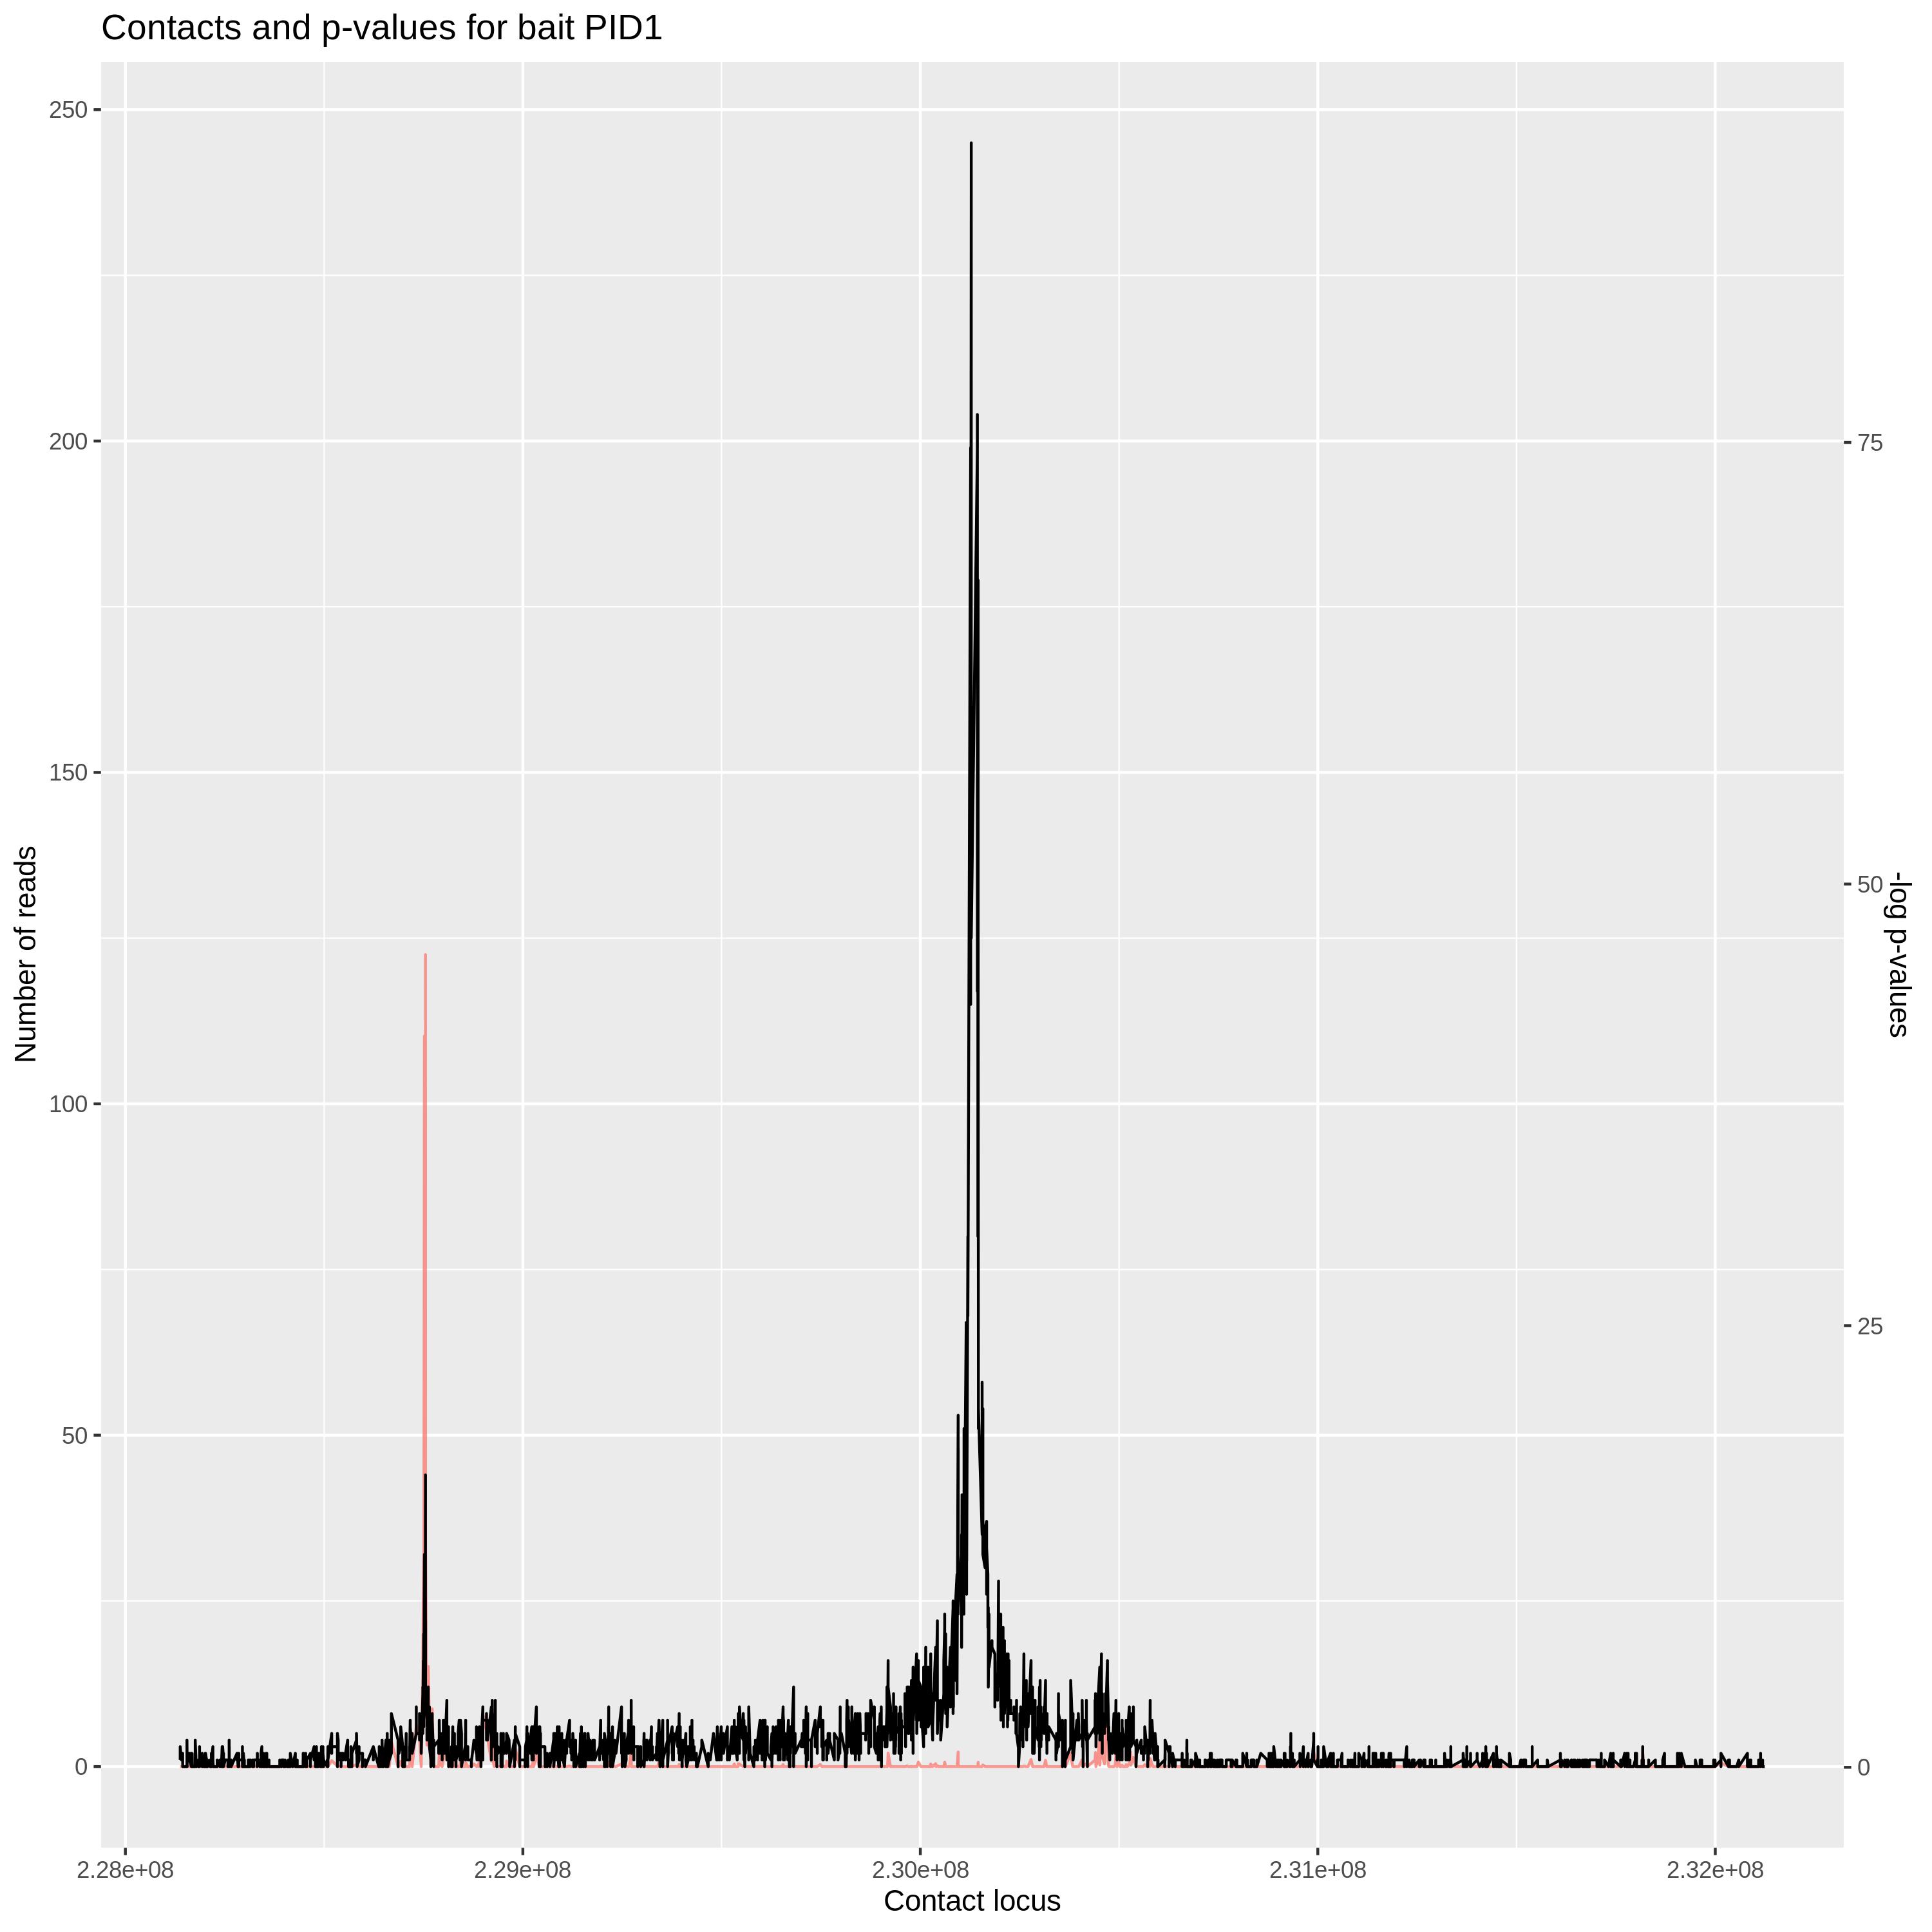 Contacts and p-values for bait PID1
250
200
150
100
50
0
Number of reads
75
50
25
0
-log p-values
2.28e+08
2.29e+08
2.30e+08
2.31e+08
2.32e+08
Contact locus